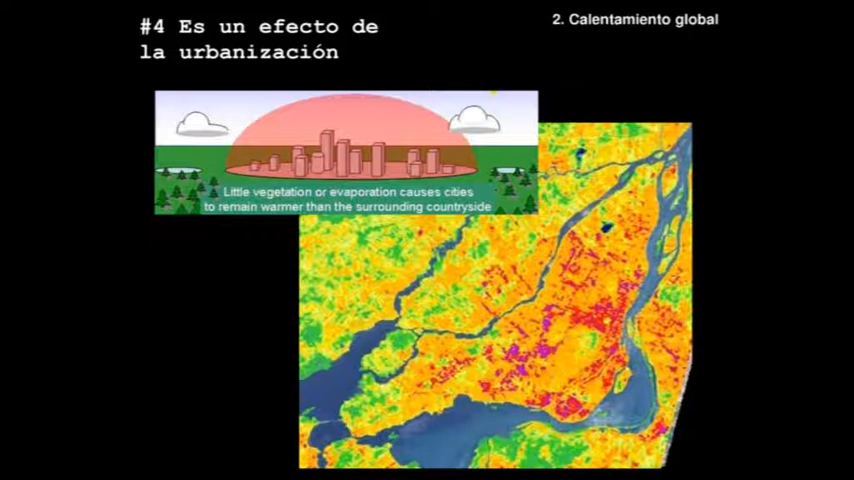 #4 Es un efecto de
la urbanización
2. Calentamiento global
Little vegetation or evaporation causes cities
to remain warmer than the surrounding countryside